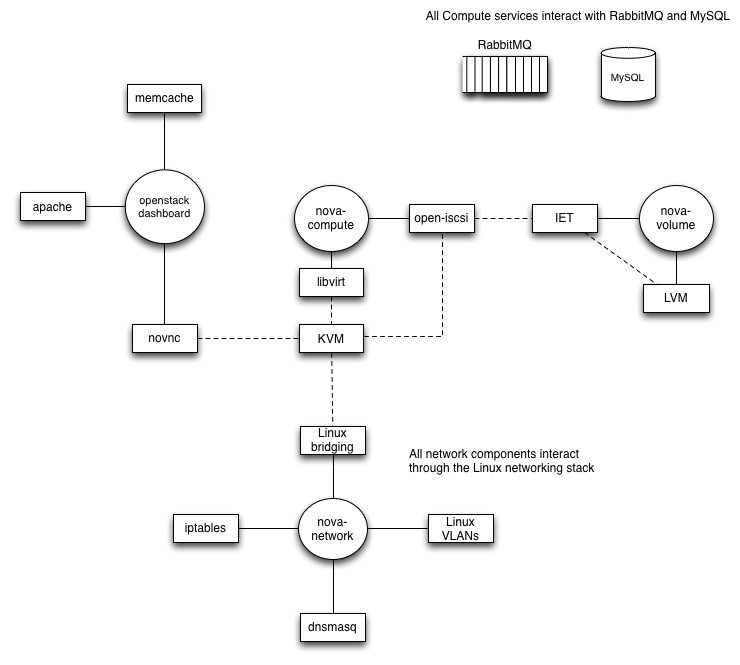 All Compute services interact with RabbitMQ and MySQL
RabbitMQ
MySQL
memcache
apache
openstack
dashboard
nova-
compute
open-iscsi
IET
nova-
volume
libvirt
LVM
novnc
KVM
Linux
bridging
All network components interact
through the Linux networking stack
iptables
nova-
network
Linux
VLANs
dnsmasq